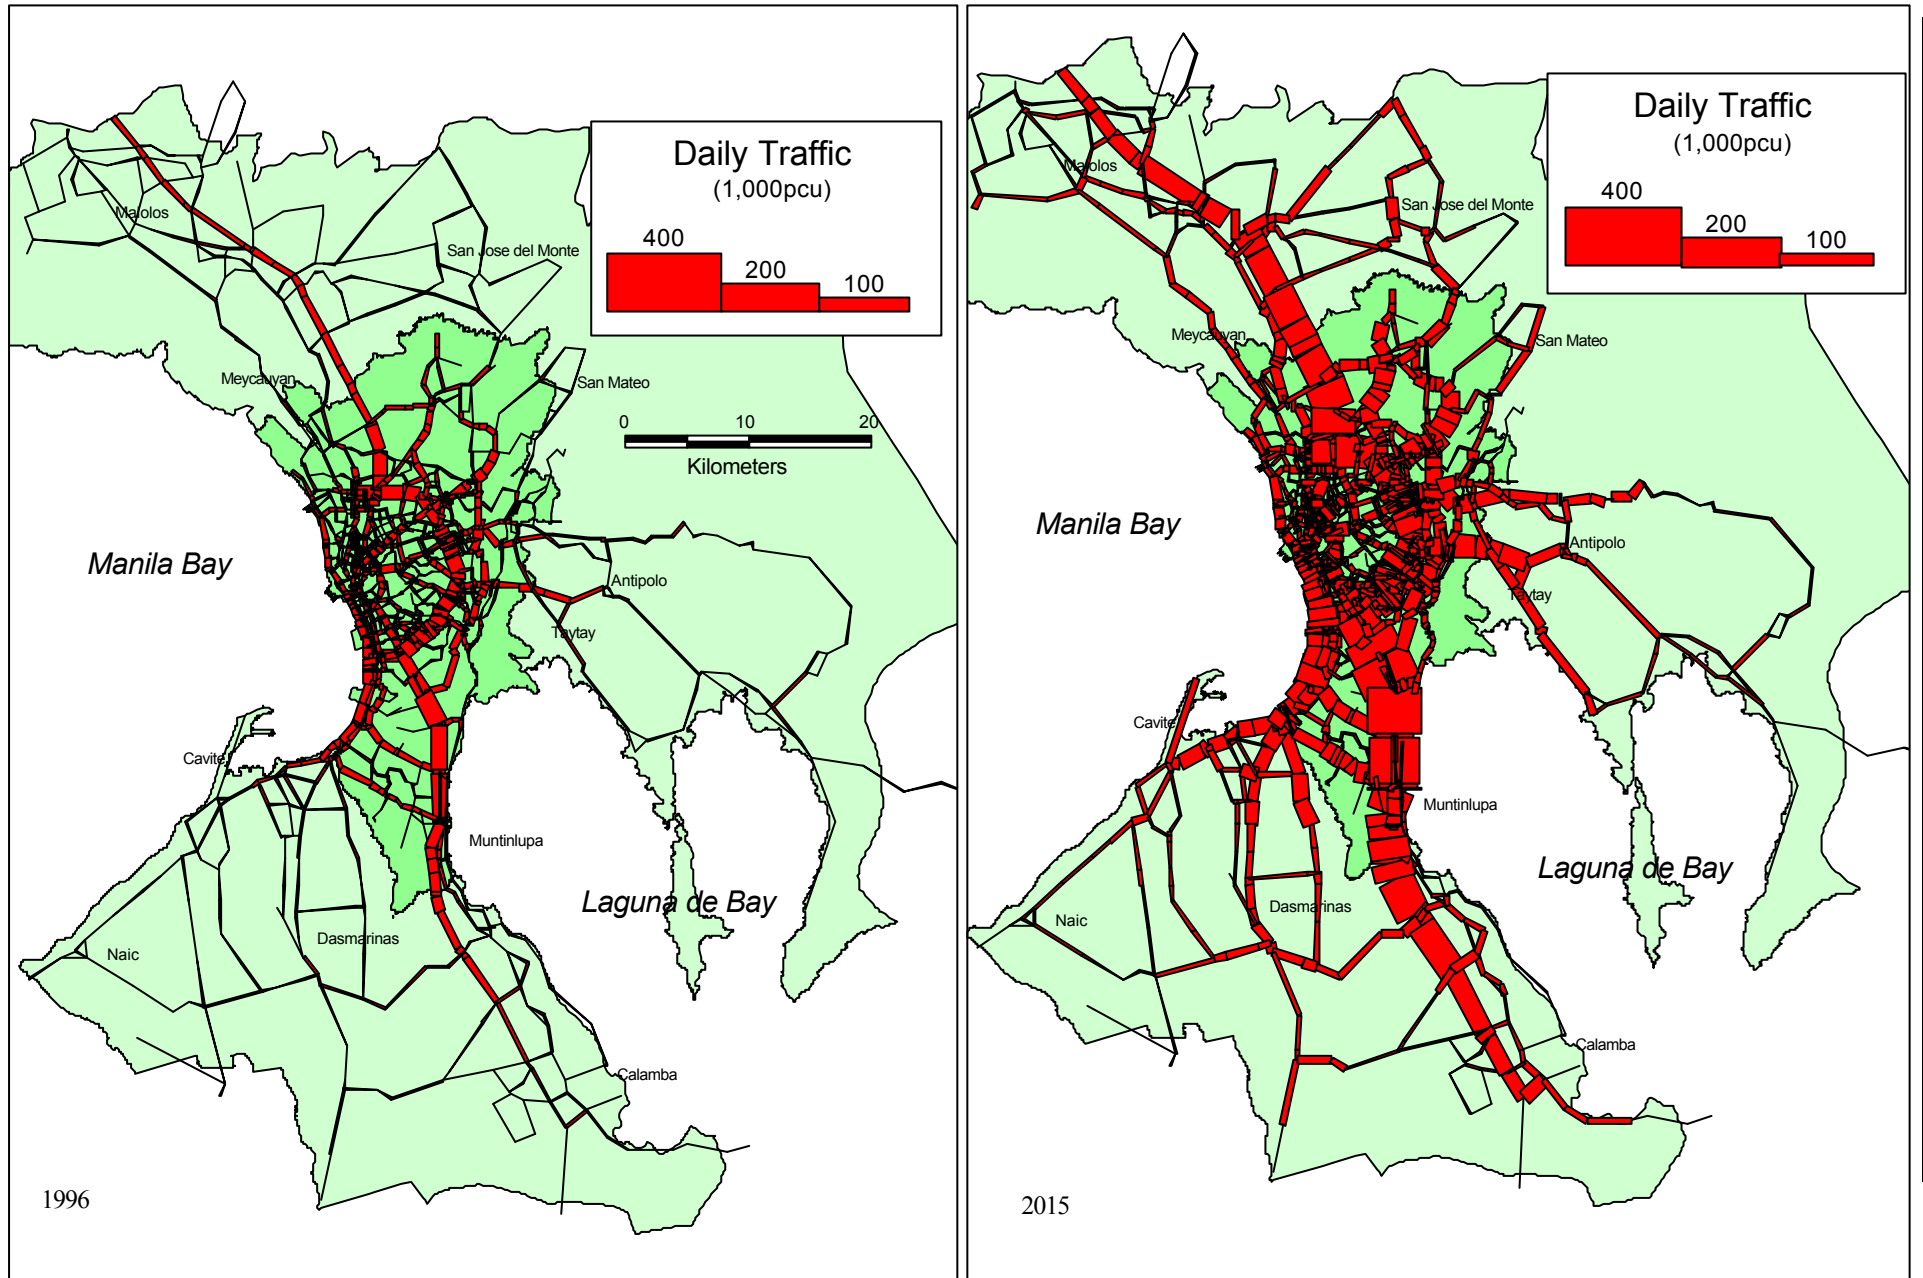 Daily Traffic
(1,000pcu)
400
200
100
Malolos
San Jose del Monte
Meycauyan
San Mateo
0
10
20
Kilometers
Manila Bay
Antipolo
Taytay
Cavite
Muntinlupa
Laguna de Bay
Dasmarinas
Naic
Calamba
1996
Daily Traffic
(1,000pcu)
400
200
100
Malolos
San Jose del Monte
Meycauyan
San Mateo
Manila Bay
Antipolo
Taytay
Cavite
Muntinlupa
Laguna de Bay
Dasmarinas
Naic
Calamba
2015